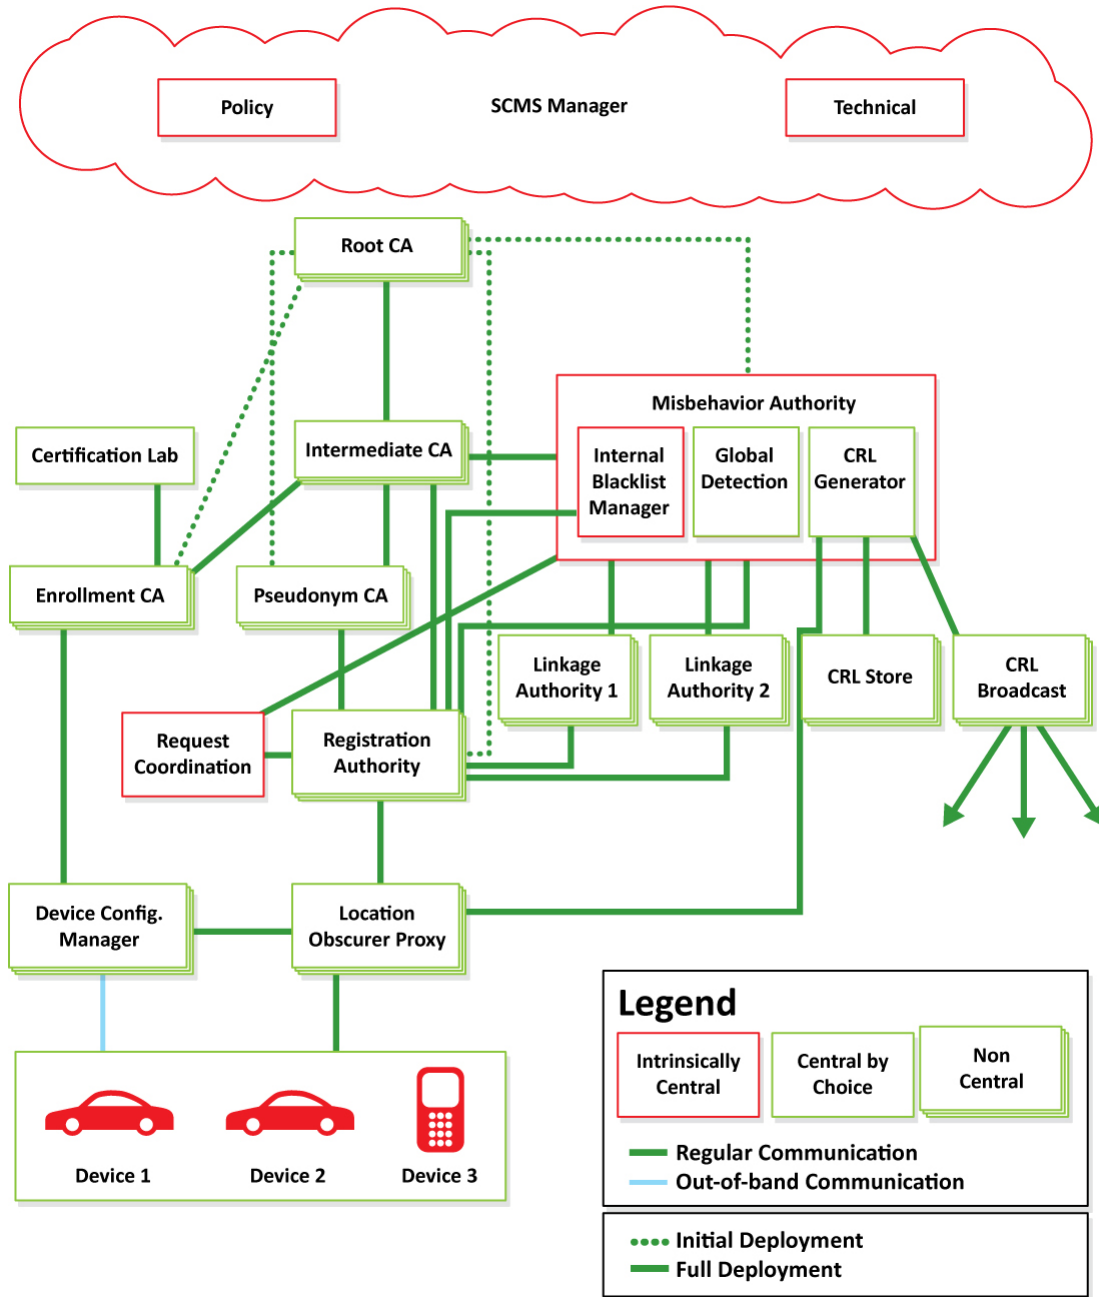 Policy
SCMS Manager
Technical
Root CA
Misbehavior Authority
Certification Lab
Intermediate CA
Internal
Blacklist
Manager
Global
Detection
CRL
Generator
Enrollment CA
Pseudonym CA
Linkage
Authority 1
Linkage
Authority 2
CRL Store
CRL
Broadcast
Request
Coordination
Registration
Authority
Device Config.
Manager
Location
Obscurer Proxy
Device 1
Device 2
Device 3
Legend
Intrinsically
Central
Central by
Choice
Non
Central
Regular Communication
Out-of-band Communication
Initial Deployment
Full Deployment